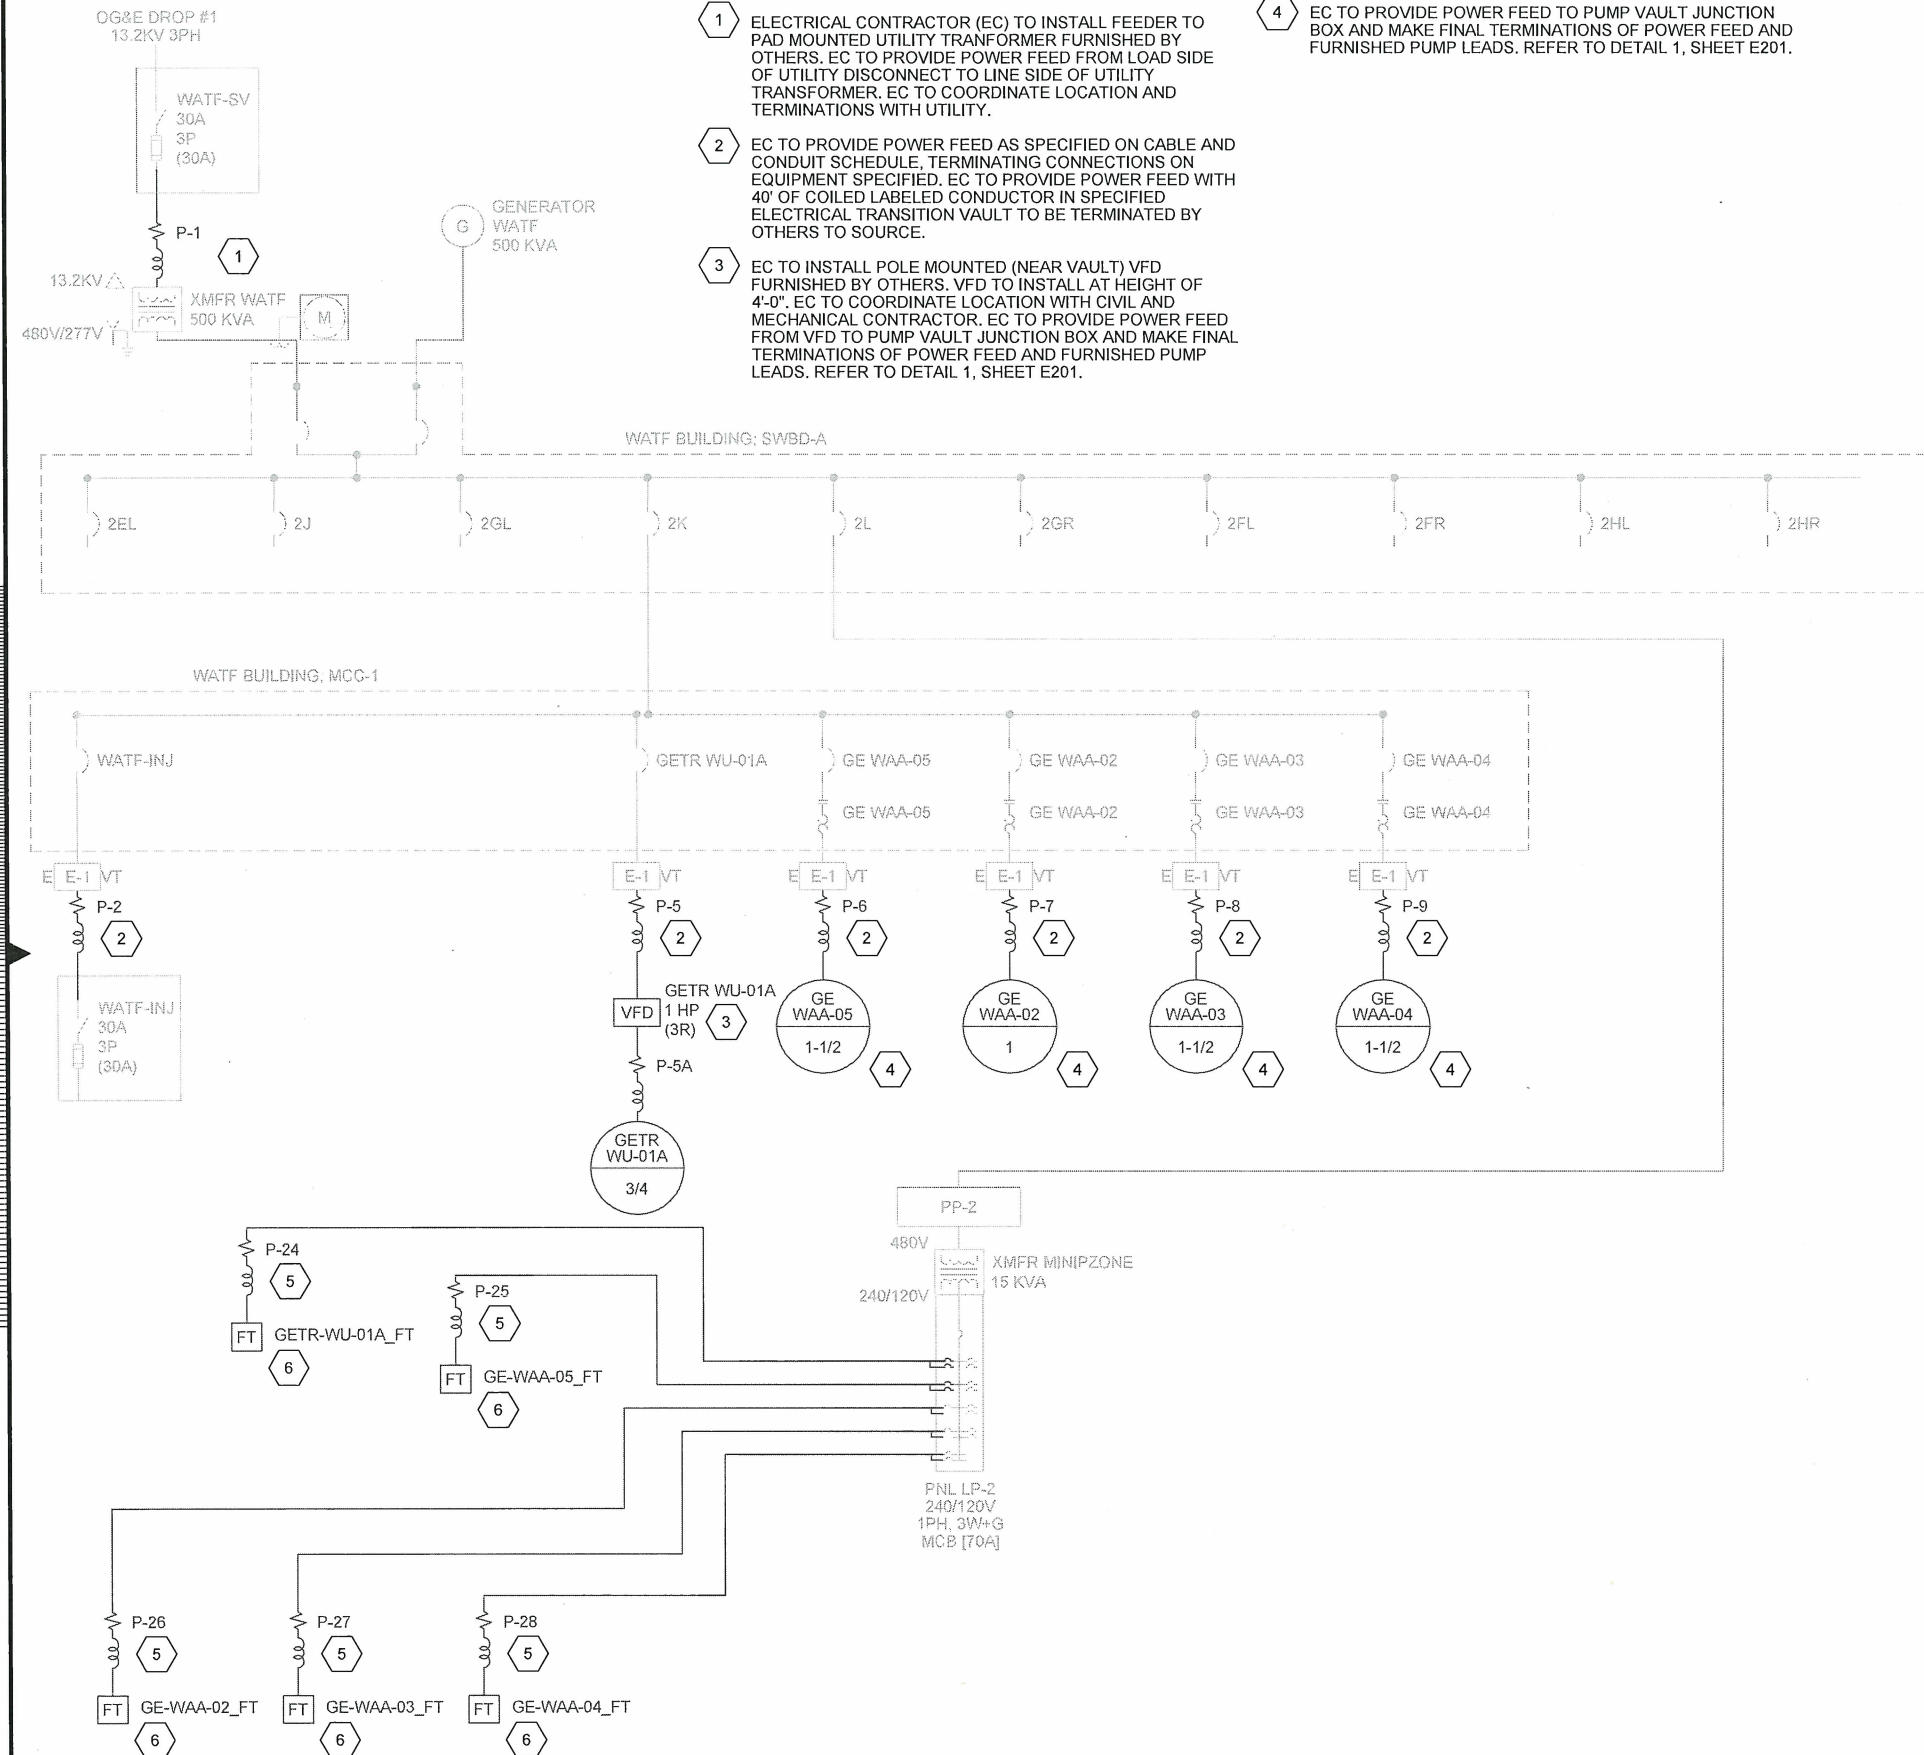 OG&E DROP #1
13.2KV 3PH
WATF-SV
30A
3P
(30A)
P-1
1
13.2KV
XMFR WATF
500 KVA
480V/277V
M
G
GENERATOR
WATF
500 KVA
1
ELECTRICAL CONTRACTOR (EC) TO INSTALL FEEDER TO
PAD MOUNTED UTILITY TRANFORMER FURNISHED BY
OTHERS. EC TO PROVIDE POWER FEED FROM LOAD SIDE
OF UTILITY DISCONNECT TO LINE SIDE OF UTILITY
TRANSFORMER. EC TO COORDINATE LOCATION AND
TERMINATIONS WITH UTILITY.
2
EC TO PROVIDE POWER FEED AS SPECIFIED ON CABLE AND
CONDUIT SCHEDULE, TERMINATING CONNECTIONS ON
EQUIPMENT SPECIFIED. EC TO PROVIDE POWER FEED WITH
40' OF COILED LABELED CONDUCTOR IN SPECIFIED
ELECTRICAL TRANSITION VAULT TO BE TERMINATED BY
OTHERS TO SOURCE.
3
EC TO INSTALL POLE MOUNTED (NEAR VAULT) VFD
FURNISHED BY OTHERS. VFD TO INSTALL AT HEIGHT OF
4'-0". EC TO COORDINATE LOCATION WITH CIVIL AND
MECHANICAL CONTRACTOR. EC TO PROVIDE POWER FEED
FROM VFD TO PUMP VAULT JUNCTION BOX AND MAKE FINAL
TERMINATIONS OF POWER FEED AND FURNISHED PUMP
LEADS. REFER TO DETAIL 1, SHEET E201.
4
EC TO PROVIDE POWER FEED TO PUMP VAULT JUNCTION
BOX AND MAKE FINAL TERMINATIONS OF POWER FEED AND
FURNISHED PUMP LEADS. REFER TO DETAIL 1, SHEET E201.
WATF BUILDING; SWBD-A
2EL
2J
2GL
2K
2L
2GR
2FL
2FR
2HL
2HR
WATF BUILDING, MCC-1
WATF-INJ
GETR WU-01A
GE WAA-05
GE WAA-02
GE WAA-03
GE WAA-04
GE WAA-05
GE WAA-02
GE WAA-03
GE WAA-04
E E-1 VT
E-1 VT
E E-1 VT
E E-1 VT
E E-1 VT
E E-1 VT
P-2
P-5
P-6
P-7
P-8
P-9
2
2
2
2
2
2
WATF-INJ
30A
3P
(30A)
VFD
GETR WU-01A
1 HP
(3R)
3
P-5A
GETR
WU-01A
3/4
GE
WAA-05
1-1/2
4
GE
WAA-02
1
4
GE
WAA-03
1-1/2
4
GE
WAA-04
1-1/2
4
PP-2
480V
XMFR MINIPZONE
15 KVA
240/120V
P-24
5
FT
GETR-WU-01A_FT
6
P-25
5
FT
GE-WAA-05_FT
6
PNL LP-2
240/120V
1PH, 3W+G
MCB [70A]
P-26
5
FT
GE-WAA-02_FT
6
P-27
5
FT
GE-WAA-03_FT
6
P-28
5
FT
GE-WAA-04_FT
6